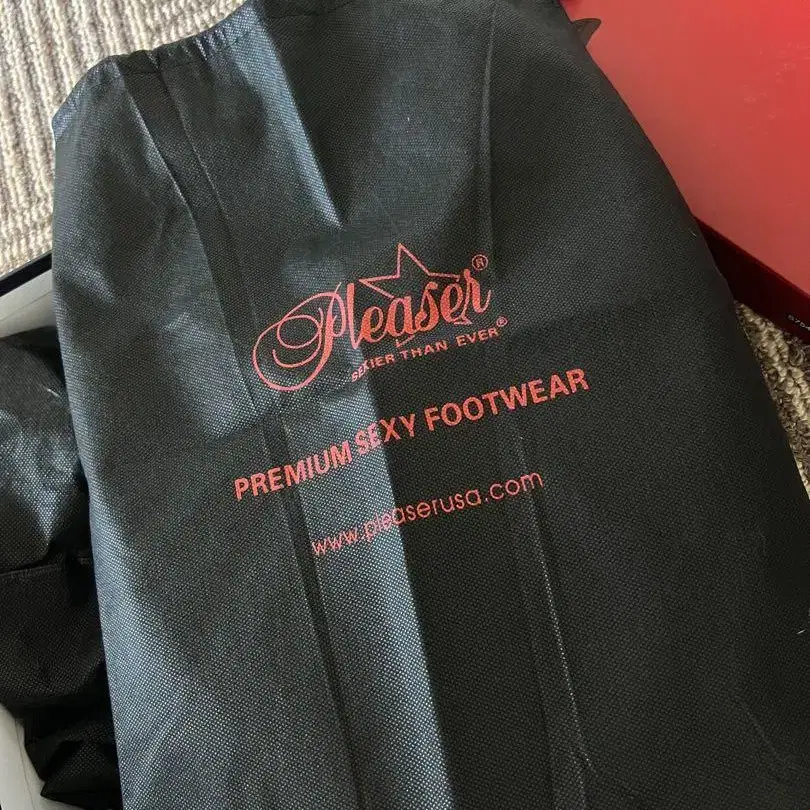 Pleaser®
SEXIER THAN EVER®
PREMIUM SEXY FOOTWEAR
www.pleaserusa.com